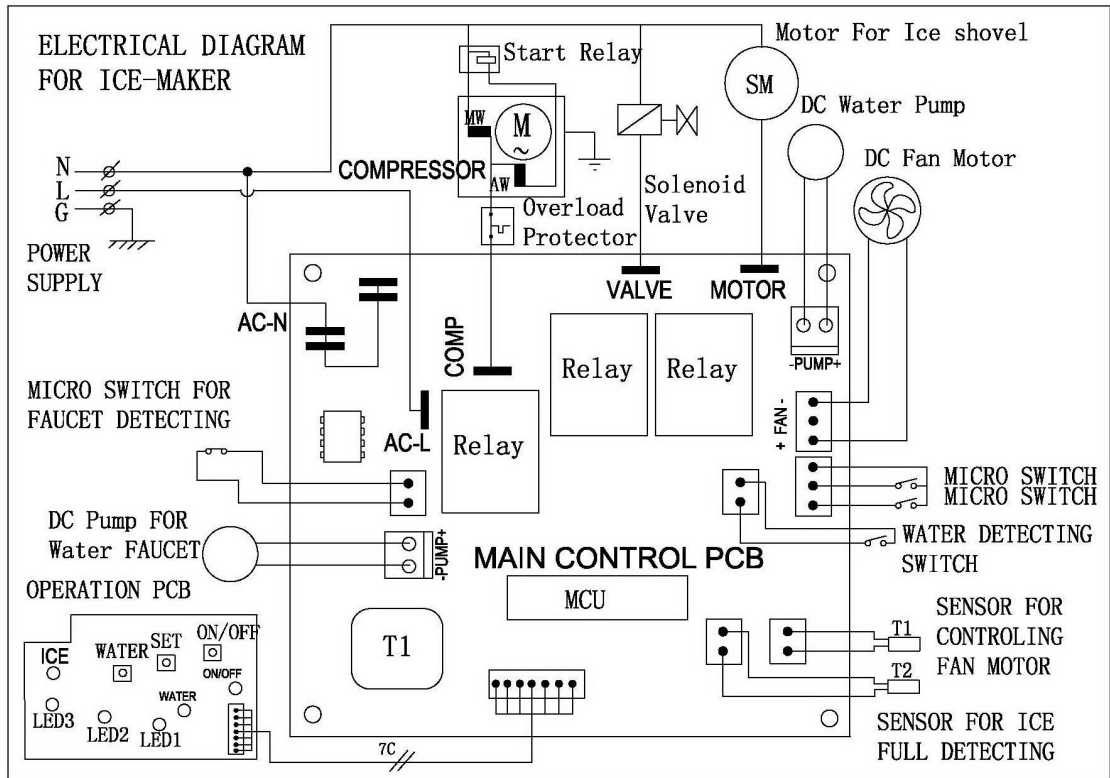 ELECTRICAL DIAGRAM
FOR ICE-MAKER
Start Relay
Motor For Ice shovel
SM
DC Water Pump
DC Fan Motor
MW
M
~
COMPRESSOR
AW
N
L
G
POWER
SUPPLY
Overload
Protector
Solenoid
Valve
VALVE
MOTOR
AC-N
COMP
Relay
Relay
-PUMP+
MICRO SWITCH FOR
FAUCET DETECTING
AC-L
Relay
+ FAN -
MICRO SWITCH
MICRO SWITCH
WATER DETECTING
SWITCH
DC Pump FOR
Water FAUCET
-PUMP+
MAIN CONTROL PCB
MCU
OPERATION PCB
ICE
WATER
SET
ON/OFF
ON/OFF
WATER
LED3
LED2
LED1
T1
7C
SENSOR FOR
CONTROLING
FAN MOTOR
T1
T2
SENSOR FOR ICE
FULL DETECTING